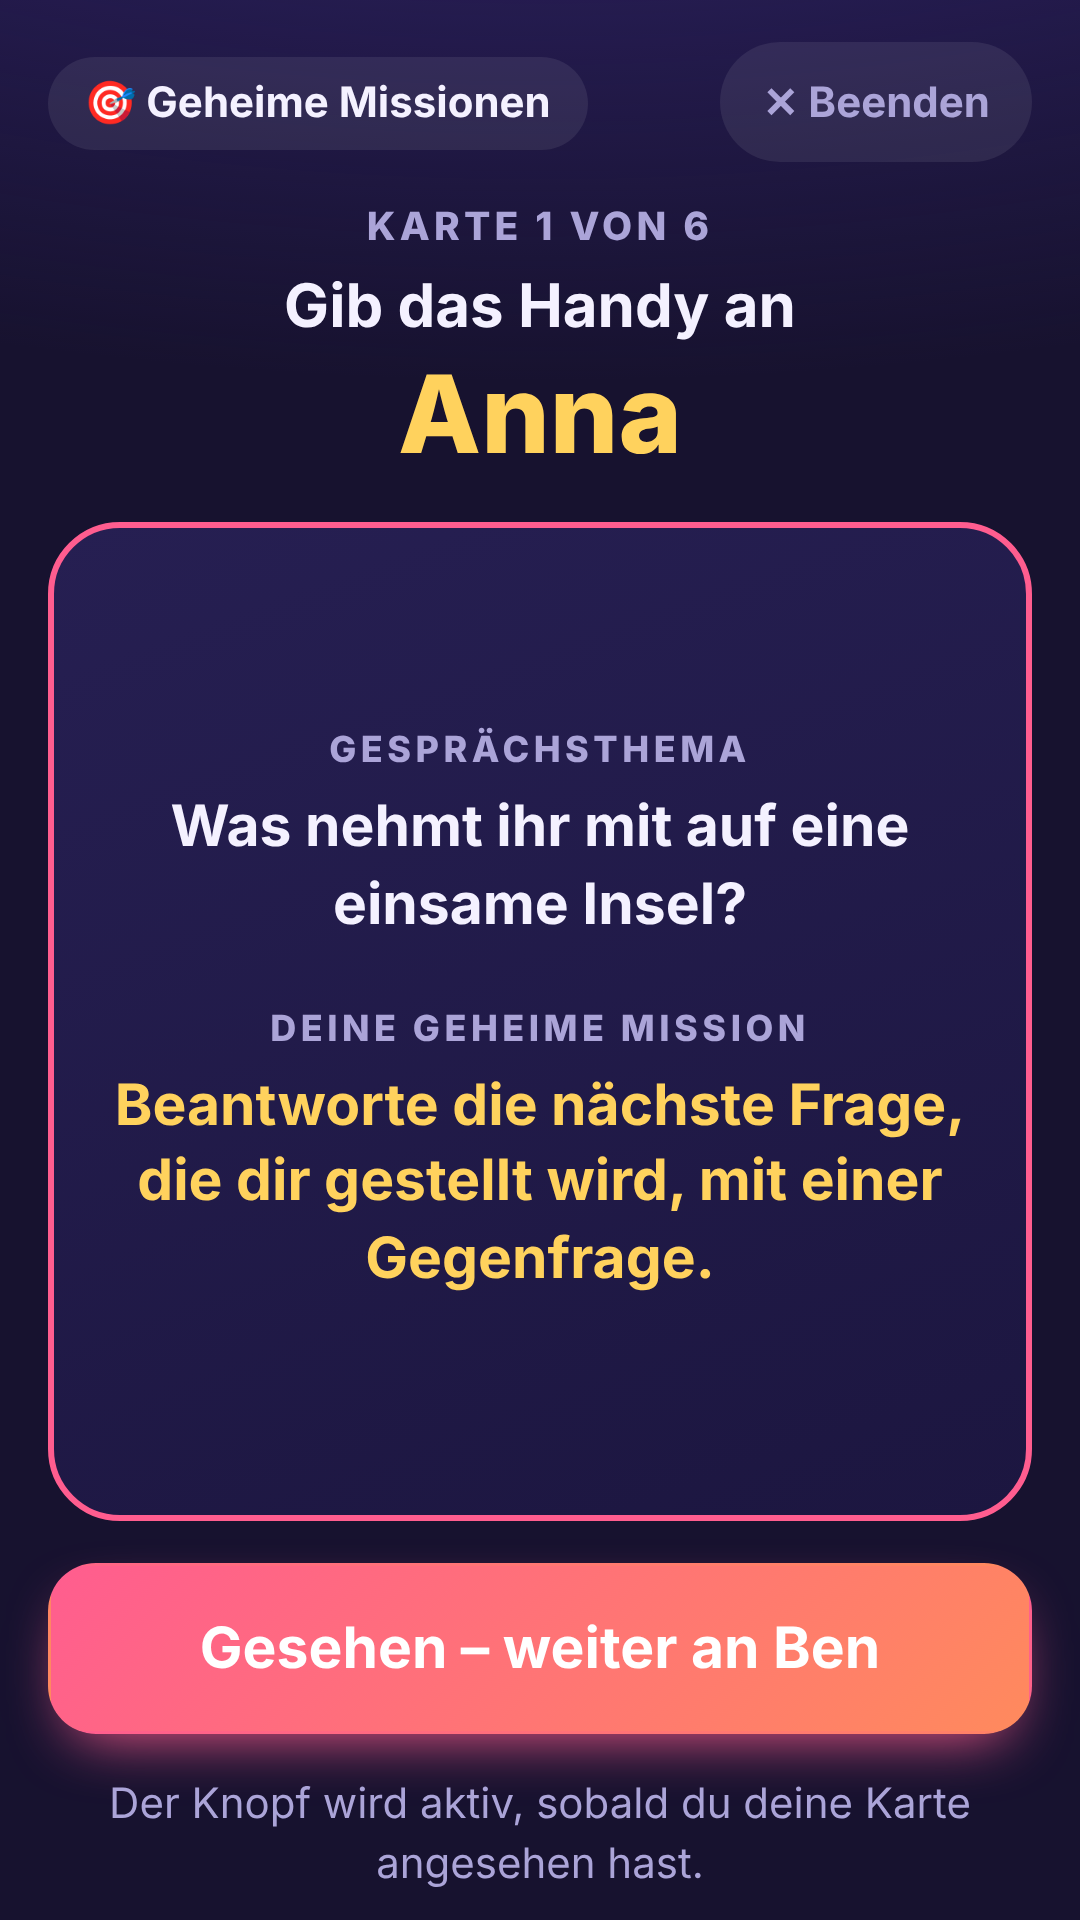 🎯 Geheime Missionen
✕ Beenden
KARTE 1 VON 6
Gib das Handy an
Anna
GESPRÄCHSTHEMA
Was nehmt ihr mit auf eine
einsame Insel?
DEINE GEHEIME MISSION
Beantworte die nächste Frage,
die dir gestellt wird, mit einer
Gegenfrage.
Gesehen – weiter an Ben
Der Knopf wird aktiv, sobald du deine Karte
angesehen hast.